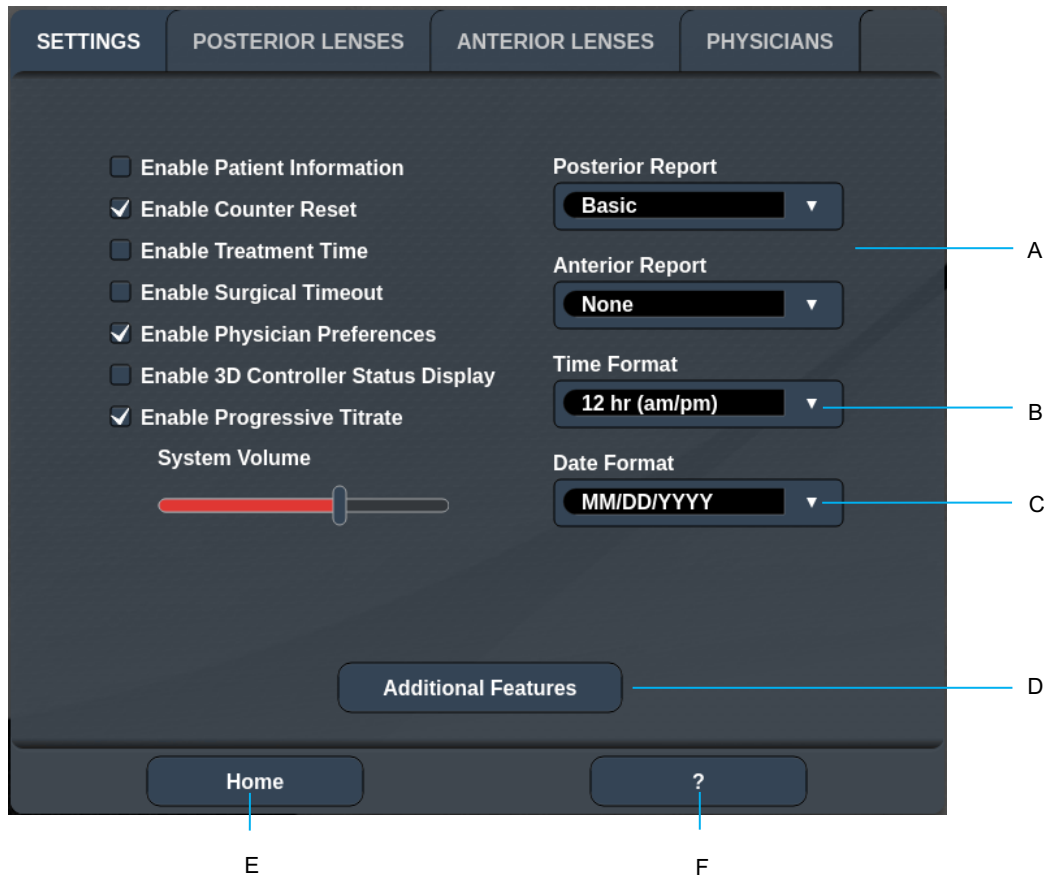 SETTINGS
POSTERIOR LENSES
ANTERIOR LENSES
PHYSICIANS
Enable Patient Information
Enable Counter Reset
Enable Treatment Time
Enable Surgical Timeout
Enable Physician Preferences
Enable 3D Controller Status Display
Enable Progressive Titrate
System Volume
Posterior Report
Basic
A
Anterior Report
None
Time Format
12 hr (am/pm)
B
Date Format
MM/DD/YYYY
C
Additional Features
D
Home
?
E
F